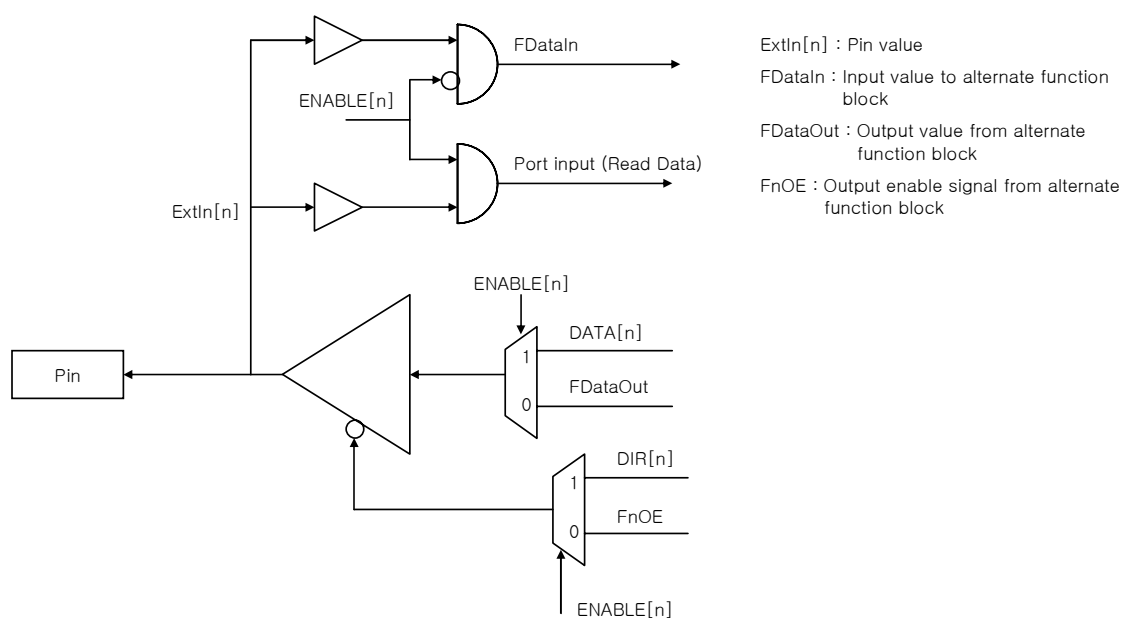 FDataIn
ENABLE[n]
Port input (Read Data)
ExtIn[n]
ExtIn[n] : Pin value
FDataIn : Input value to alternate function
block
FDataOut : Output value from alternate
function block
FnOE : Output enable signal from alternate
function block
ENABLE[n]
DATA[n]
1
FDataOut
0
Pin
DIR[n]
1
FnOE
0
ENABLE[n]